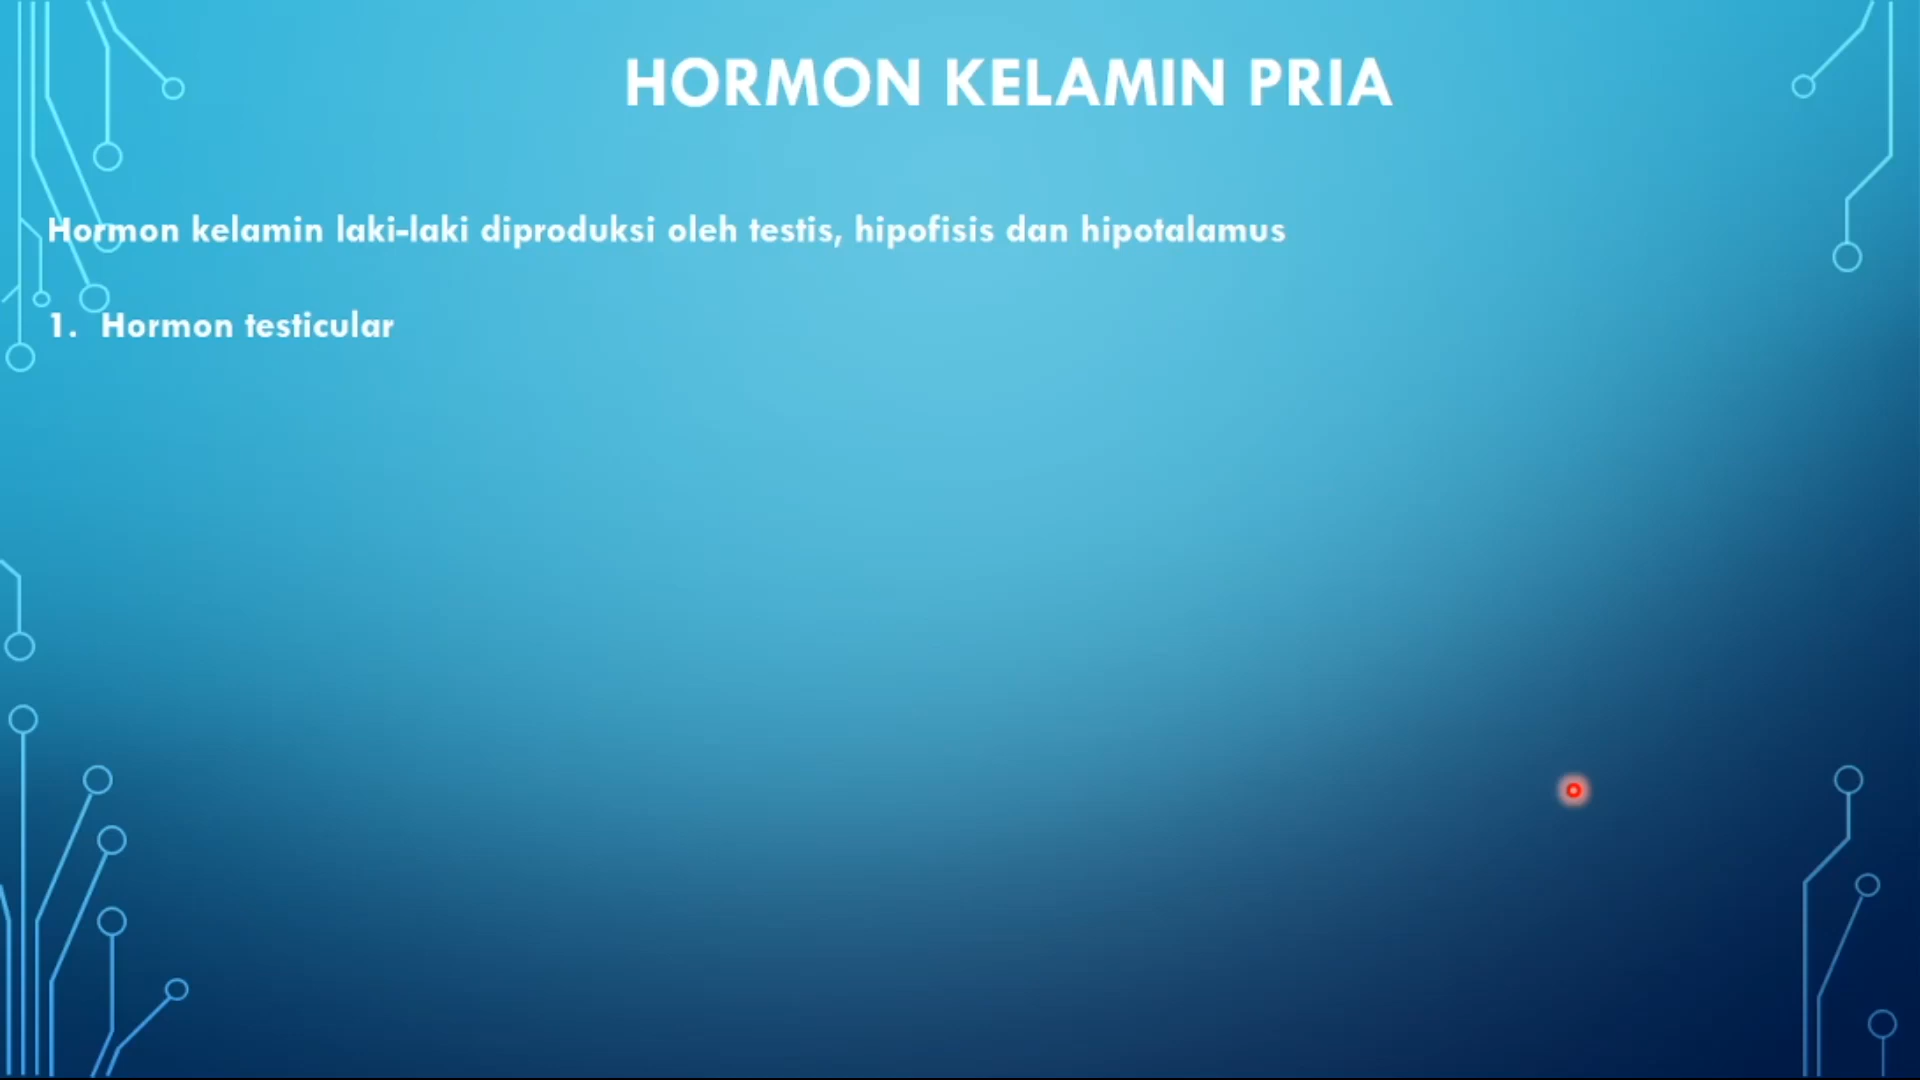 HORMON KELAMIN PRIA
Hormon kelamin laki-laki diproduksi oleh testis, hipofisis dan hipotalamus
1. Hormon testicular